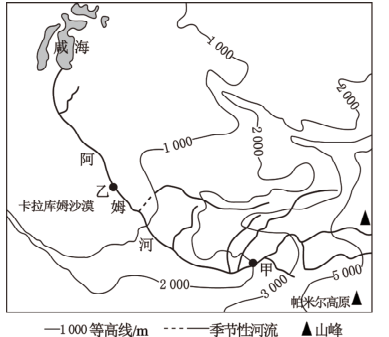 咸海
1 000
2 000
1 000
2 000
阿
乙
姆
卡拉库姆沙漠
河
甲
2 000
3 000
5 000
帕米尔高原
1 000 等高线/m
季节性河流
山峰